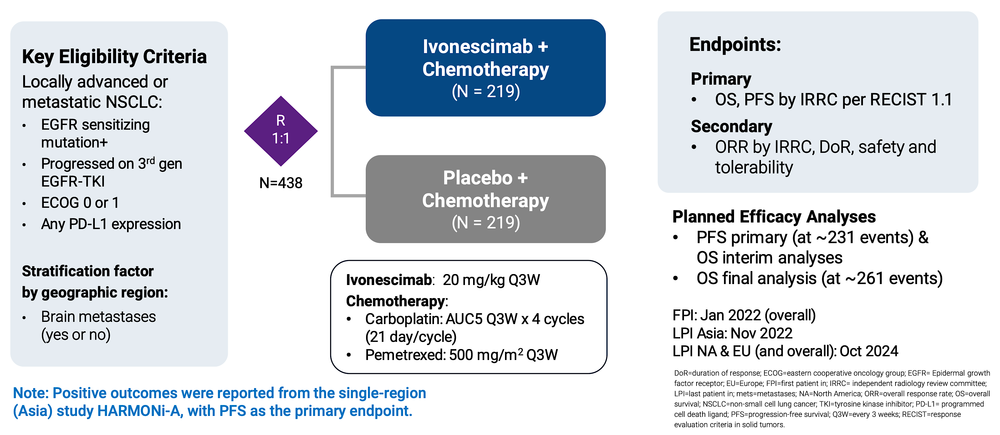 Key Eligibility Criteria
Locally advanced or
metastatic NSCLC:
• EGFR sensitizing
mutation+
• Progressed on 3rd gen
EGFR-TKI
• ECOG 0 or 1
• Any PD-L1 expression
Stratification factor
by geographic region:
• Brain metastases
(yes or no)
R
1:1
N=438
Ivonescimab +
Chemotherapy
(N = 219)
Placebo +
Chemotherapy
(N = 219)
Ivonescimab: 20 mg/kg Q3W
Chemotherapy:
• Carboplatin: AUC5 Q3W x 4 cycles
(21 day/cycle)
• Pemetrexed: 500 mg/m² Q3W
Endpoints:
Primary
• OS, PFS by IRRC per RECIST 1.1
Secondary
• ORR by IRRC, DoR, safety and
tolerability
Planned Efficacy Analyses
• PFS primary (at ~231 events) &
OS interim analyses
• OS final analysis (at ~261 events)
FPI: Jan 2022 (overall)
LPI Asia: Nov 2022
LPI NA & EU (and overall): Oct 2024
DoR=duration of response; ECOG=eastern cooperative oncology group; EGFR= Epidermal growth
factor receptor; EU=Europe; FPI=first patient in; IRRC= independent radiology review committee;
LPI=last patient in; mets=metastases; NA=North America; ORR=overall response rate; OS=overall
survival; NSCLC=non-small cell lung cancer; TKI=tyrosine kinase inhibitor; PD-L1= programmed
cell death ligand; PFS=progression-free survival; Q3W=every 3 weeks; RECIST=response
evaluation criteria in solid tumors.
Note: Positive outcomes were reported from the single-region
(Asia) study HARMONi-A, with PFS as the primary endpoint.